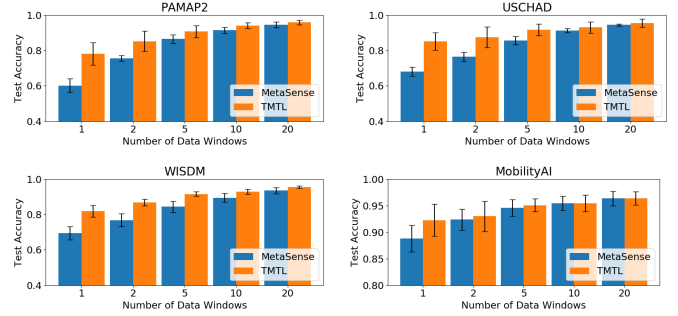 PAMAP2
Test Accuracy
1.0
0.8
0.6
0.4
MetaSense
TMTL
1 2 5 10 20
Number of Data Windows
USCHAD
Test Accuracy
1.0
0.8
0.6
0.4
MetaSense
TMTL
1 2 5 10 20
Number of Data Windows
WISDM
Test Accuracy
1.0
0.8
0.6
0.4
MetaSense
TMTL
1 2 5 10 20
Number of Data Windows
MobilityAI
Test Accuracy
1.00
0.95
0.90
0.85
0.80
MetaSense
TMTL
1 2 5 10 20
Number of Data Windows